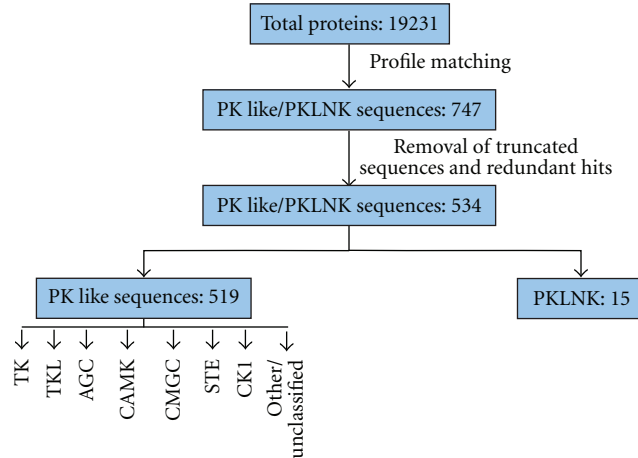 Total proteins: 19231
Profile matching
PK like/PKLNK sequences: 747
Removal of truncated
sequences and redundant hits
PK like/PKLNK sequences: 534
PK like sequences: 519
PKLNK: 15
TK
TKL
AGC
CAMK
CMGC
STE
CK1
Other/
unclassified